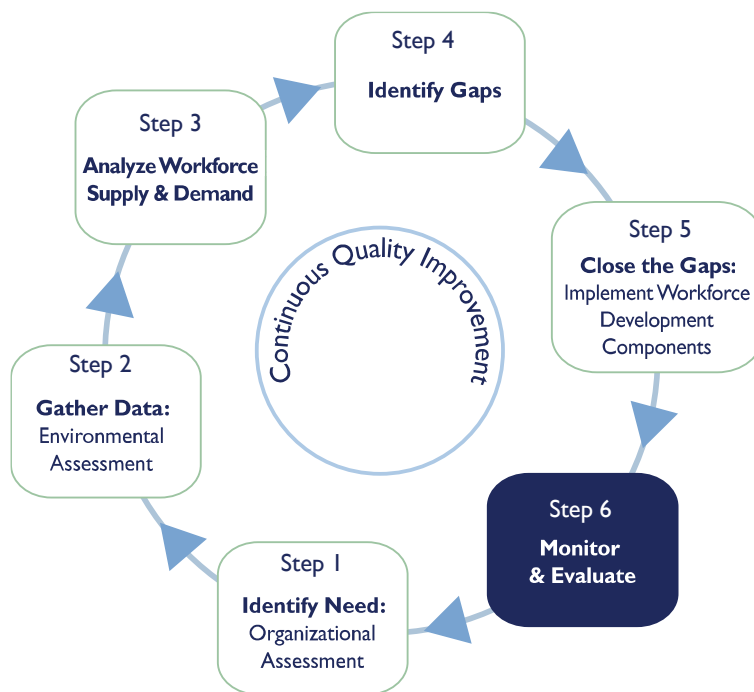 Step 1
Identify Need:
Organizational
Assessment
Step 2
Gather Data:
Environmental
Assessment
Step 3
Analyze Workforce
Supply & Demand
Step 4
Identify Gaps
Step 5
Close the Gaps:
Implement Workforce
Development
Components
Step 6
Monitor
& Evaluate
Continuous Quality Improvement